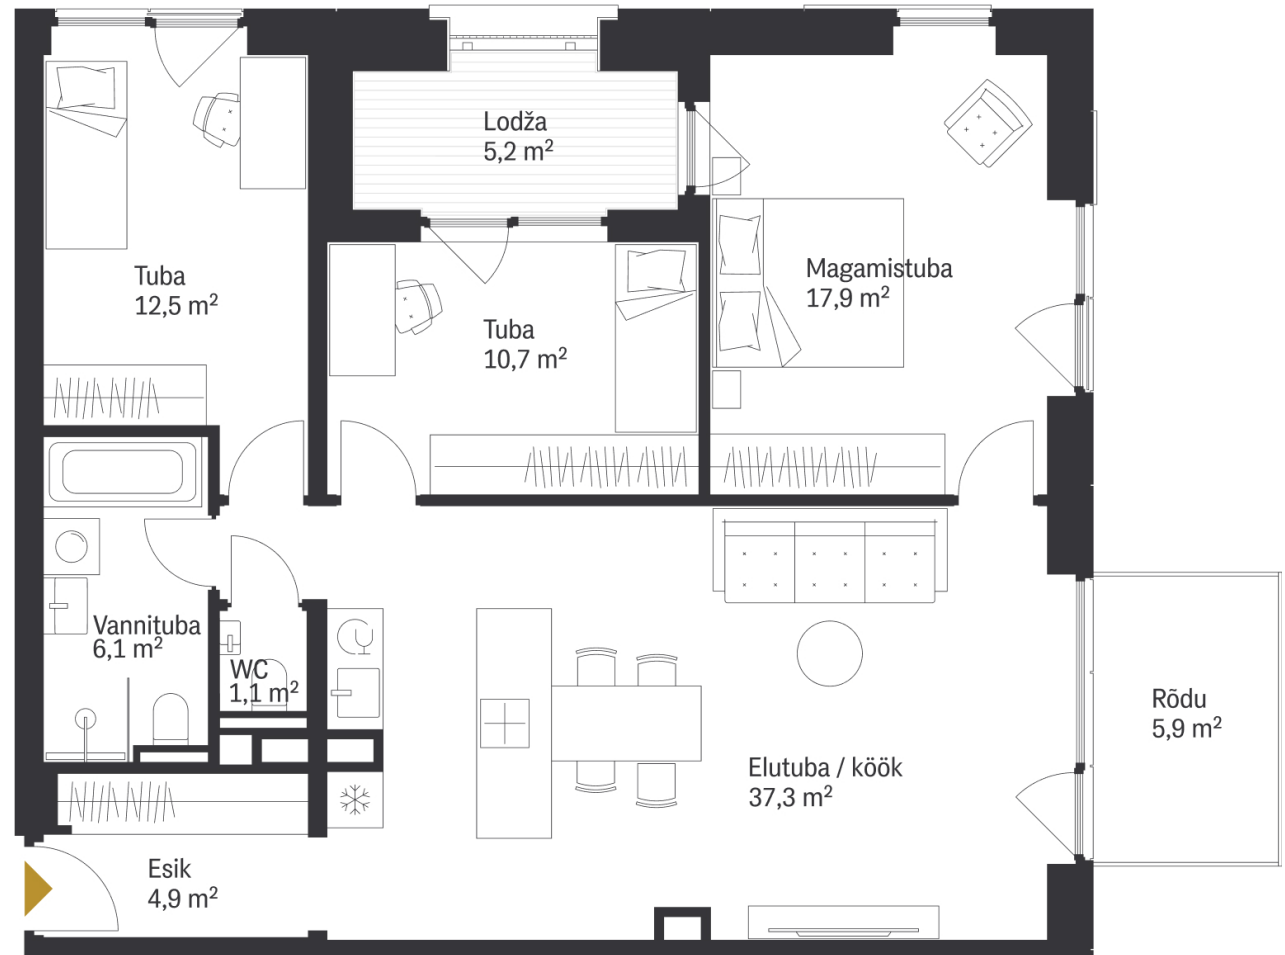 Lodža
5,2 m²
Tuba
12,5 m²
Magamistuba
17,9 m²
Tuba
10,7 m²
Vannituba
6,1 m²
WC
1,1 m²
Rõdu
5,9 m²
Elutuba / köök
37,3 m²
Esik
4,9 m²